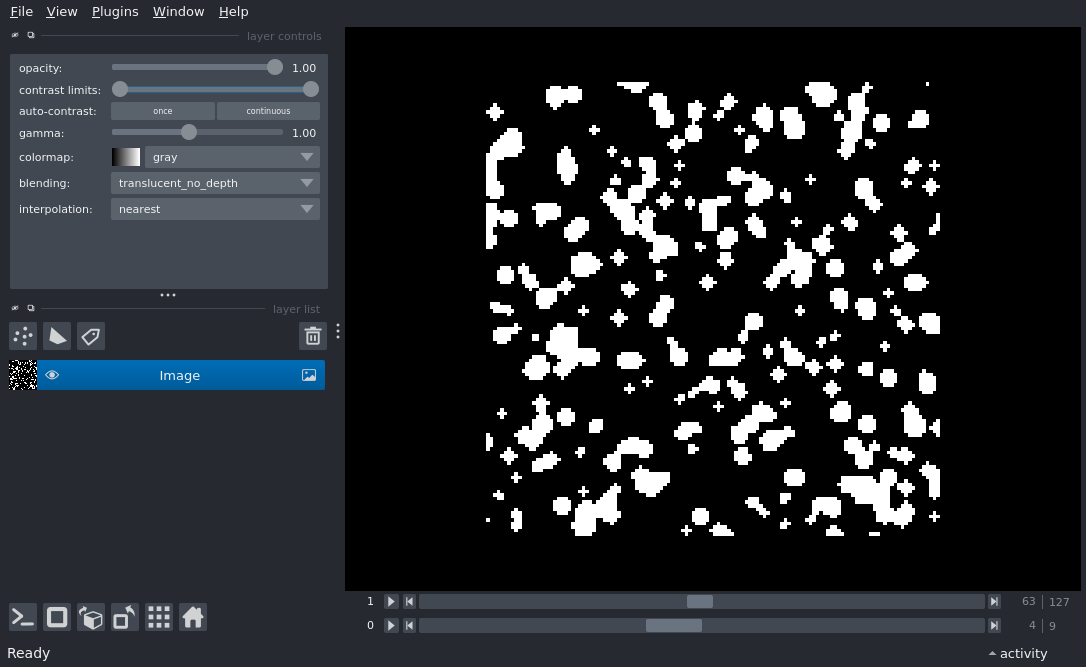 File View Plugins Window Help
layer controls
opacity: 1.00
contrast limits:
auto-contrast: once continuous
gamma: 1.00
colormap: gray
blending: translucent_no_depth
interpolation: nearest
layer list
Image
1 63 127
0 4 9
Ready activity